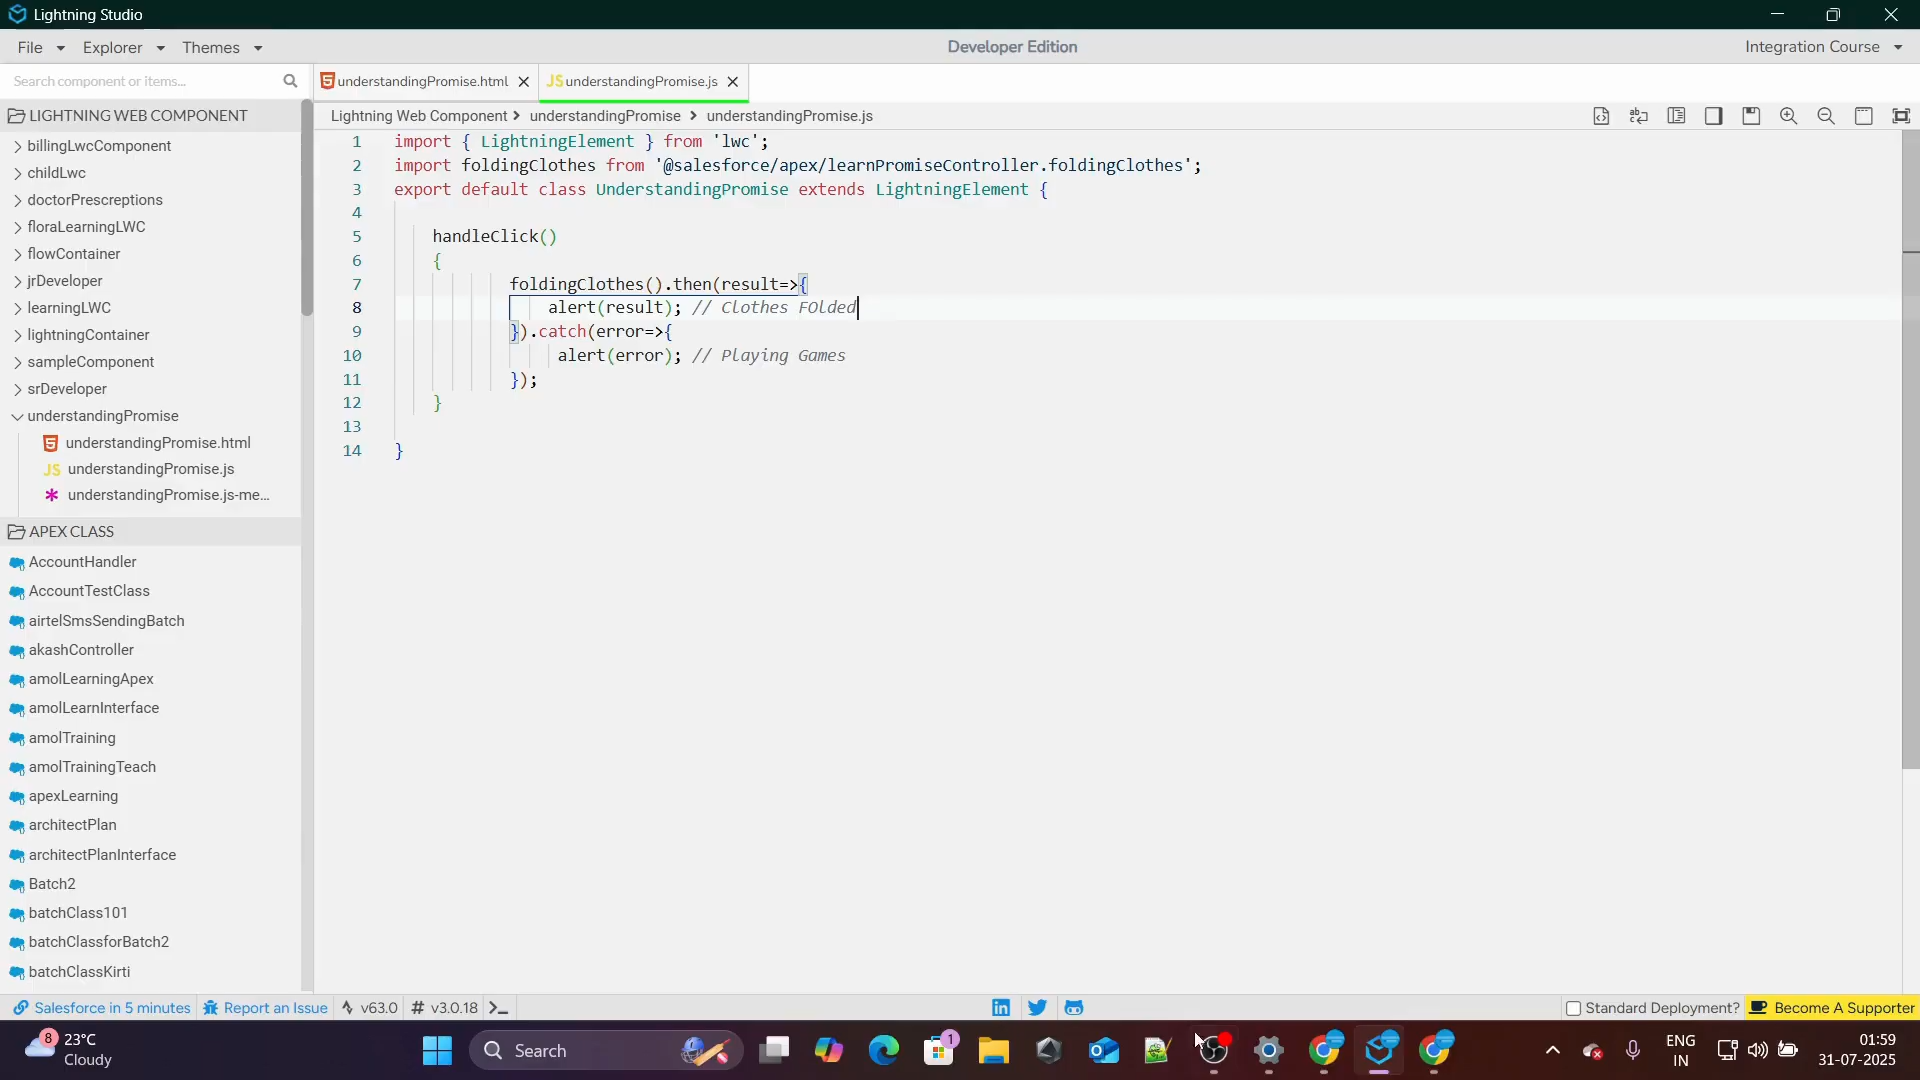 Lightning Studio
File Explorer Themes Developer Edition Integration Course
Search component or items...
understandingPromise.html JS understandingPromise.js
LIGHTNING WEB COMPONENT
Lightning Web Component understandingPromise understandingPromise.js
billingLwcComponent
childLwc
doctorPrescreptions
floraLearningLWC
flowContainer
jrDeveloper
learningLWC
lightningContainer
sampleComponent
srDeveloper
understandingPromise
understandingPromise.html
JS understandingPromise.js
understandingPromise.js-me...
APEX CLASS
AccountHandler
AccountTestClass
airtelSmsSendingBatch
akashController
amolLearningApex
amolLearnInterface
amolTraining
amolTrainingTeach
apexLearning
architectPlan
architectPlanInterface
Batch2
batchClass101
batchClassforBatch2
batchClassKirti
1 import { LightningElement } from 'lwc';
2 import foldingClothes from '@salesforce/apex/learnPromiseController.foldingClothes';
3 export default class UnderstandingPromise extends LightningElement {
4
5 handleClick()
6 {
7 foldingClothes().then(result=>{
8 alert(result); // Clothes FOlded
9 }).catch(error=>{
10 alert(error); // Playing Games
11 });
12 }
13
14 }
Salesforce in 5 minutes Report an Issue v63.0 # v3.0.18 Standard Deployment? Become A Supporter
8 23°C
Cloudy
Search
1
ENG
IN
01:59
31-07-2025